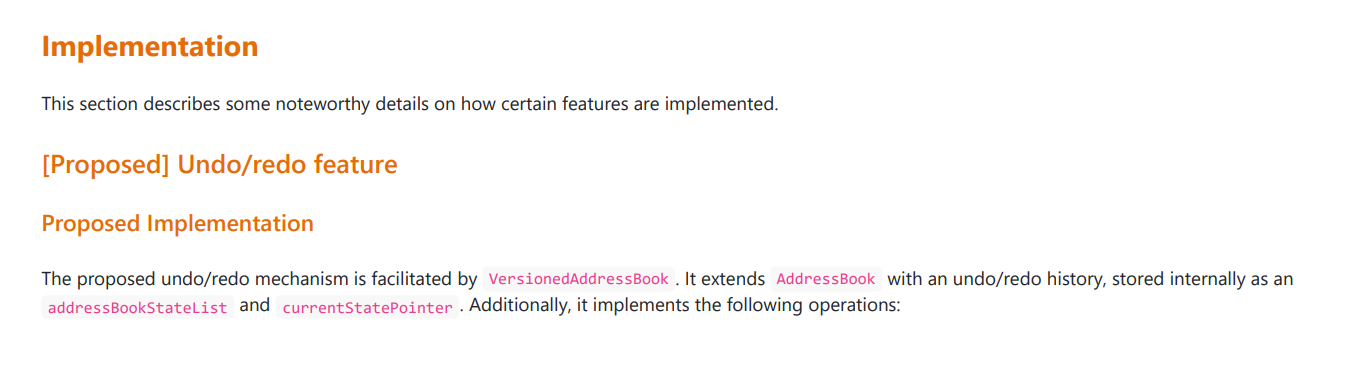 Implementation
This section describes some noteworthy details on how certain features are implemented.
[Proposed] Undo/redo feature
Proposed Implementation
The proposed undo/redo mechanism is facilitated by VersionedAddressBook. It extends AddressBook with an undo/redo history, stored internally as an
addressBookStateList and currentStatePointer. Additionally, it implements the following operations: